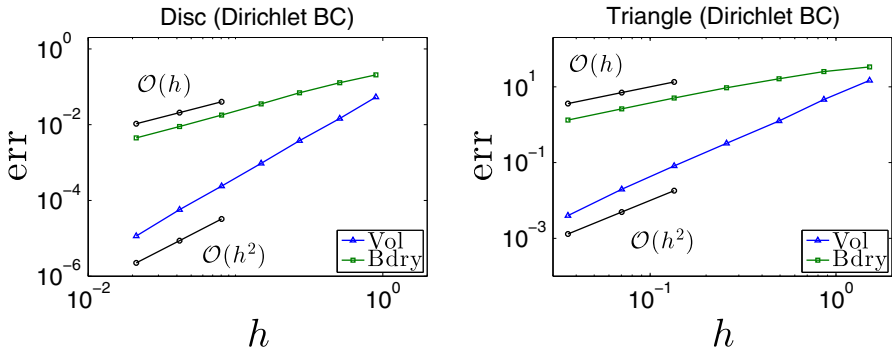 Disc (Dirichlet BC)
10^0
10^-2
10^-4
10^-6
err
O(h)
O(h^2)
Vol
Bdry
10^-2
10^0
h
Triangle (Dirichlet BC)
10^1
10^-1
10^-3
err
O(h)
O(h^2)
Vol
Bdry
10^-1
10^0
h